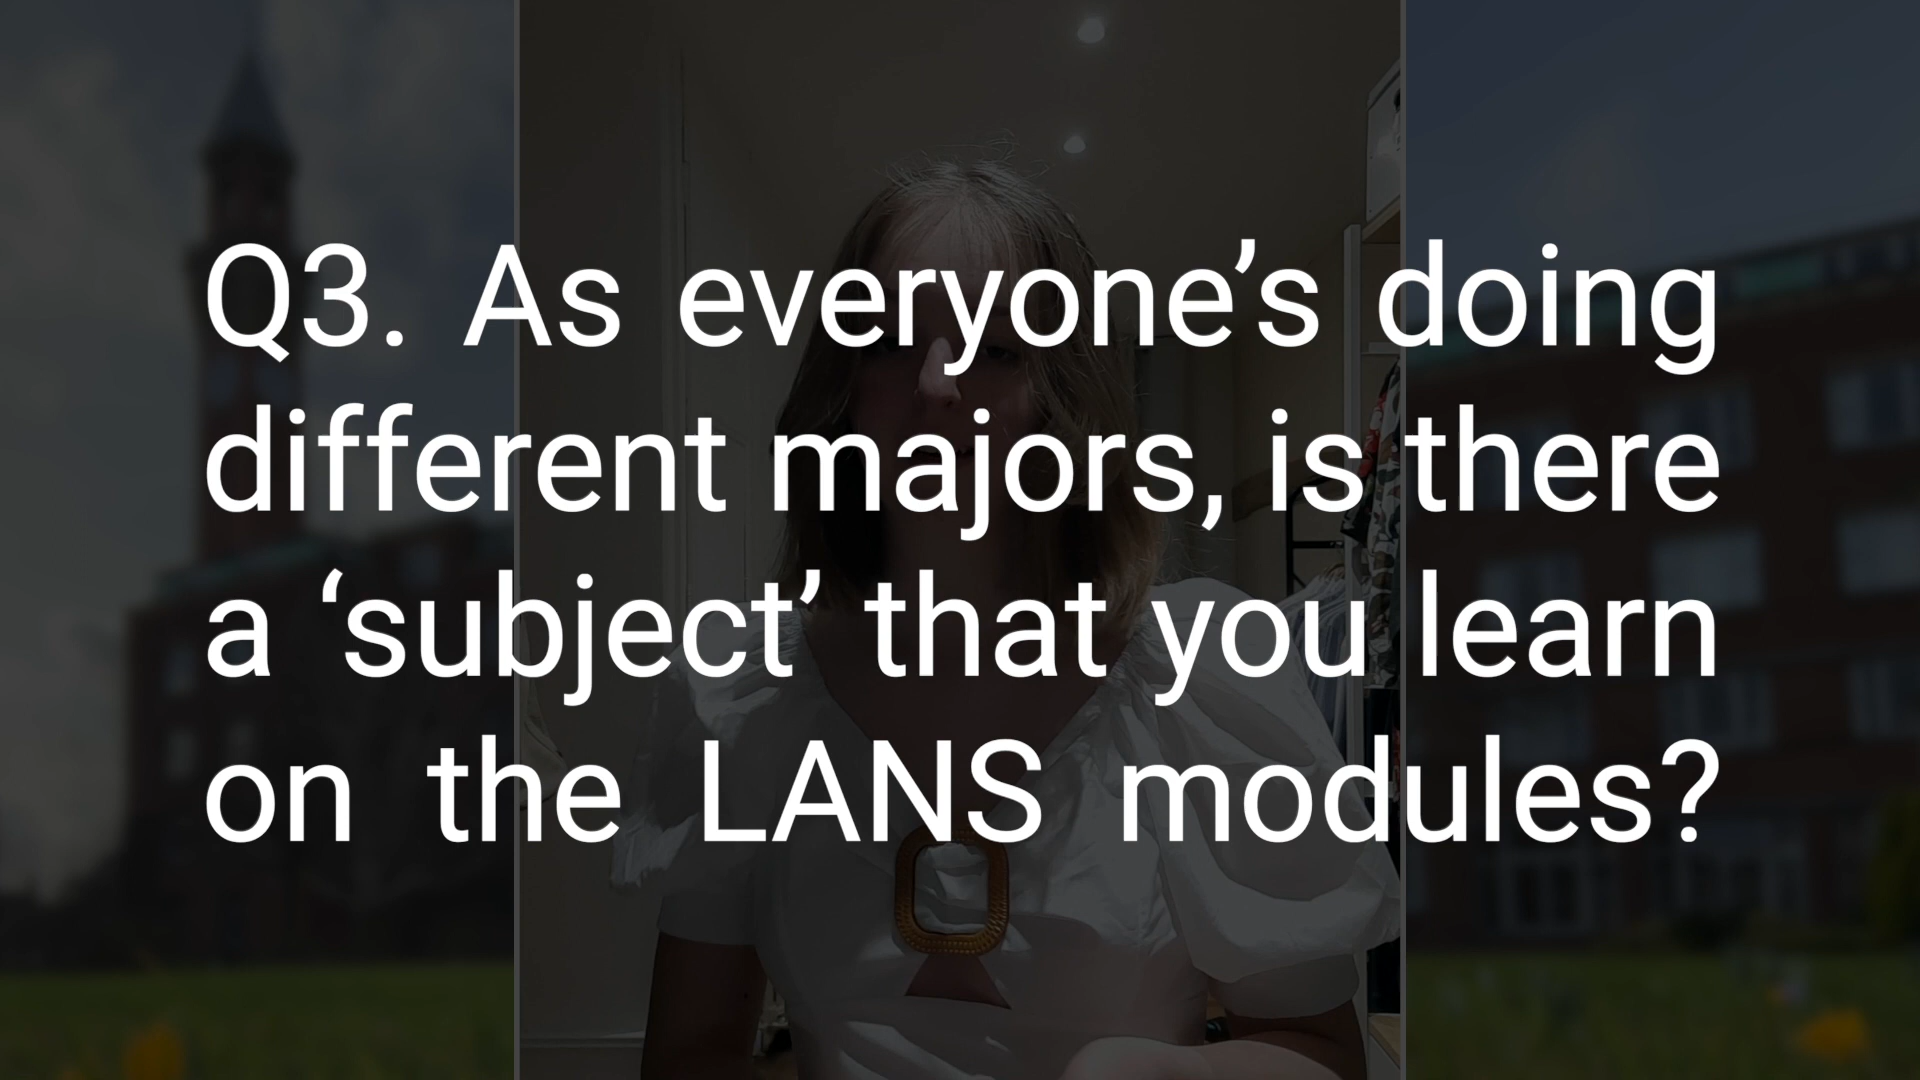 Q3. As everyone’s doing
different majors, is there
a ‘subject’ that you learn
on the LANS modules?